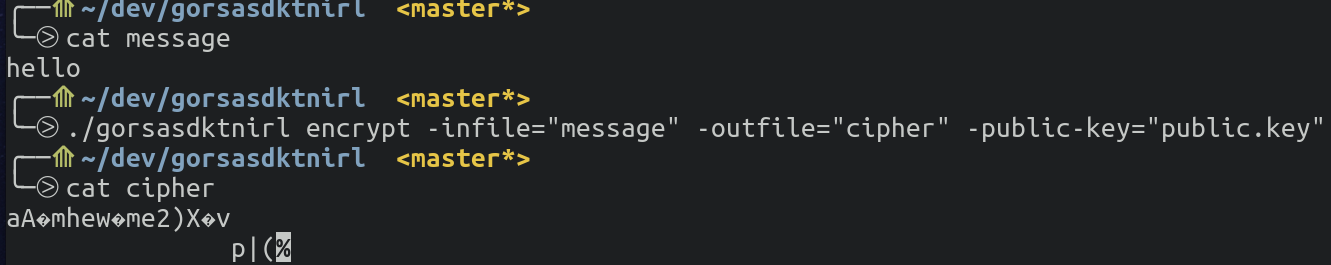 ~/dev/gorsasdktnirl <master*>
cat message
hello
~/dev/gorsasdktnirl <master*>
./gorsasdktnirl encrypt -infile="message" -outfile="cipher" -public-key="public.key"
~/dev/gorsasdktnirl <master*>
cat cipher
aA�mhew�me2)X�v
p|(%